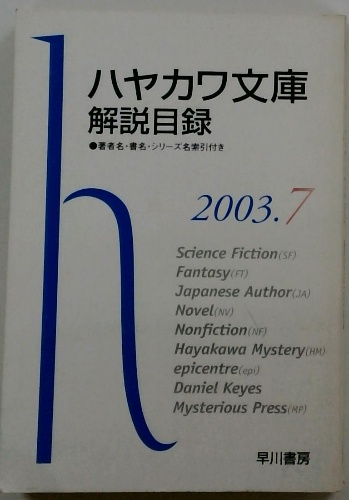 h
ハヤカワ文庫
解説目録
●著者名・書名・シリーズ名索引付き
2003.7
Science Fiction(SF)
Fantasy(FT)
Japanese Author(JA)
Novel(NV)
Nonfiction(NF)
Hayakawa Mystery(HM)
epicentre(epi)
Daniel Keyes
Mysterious Press(MP)
早川書房